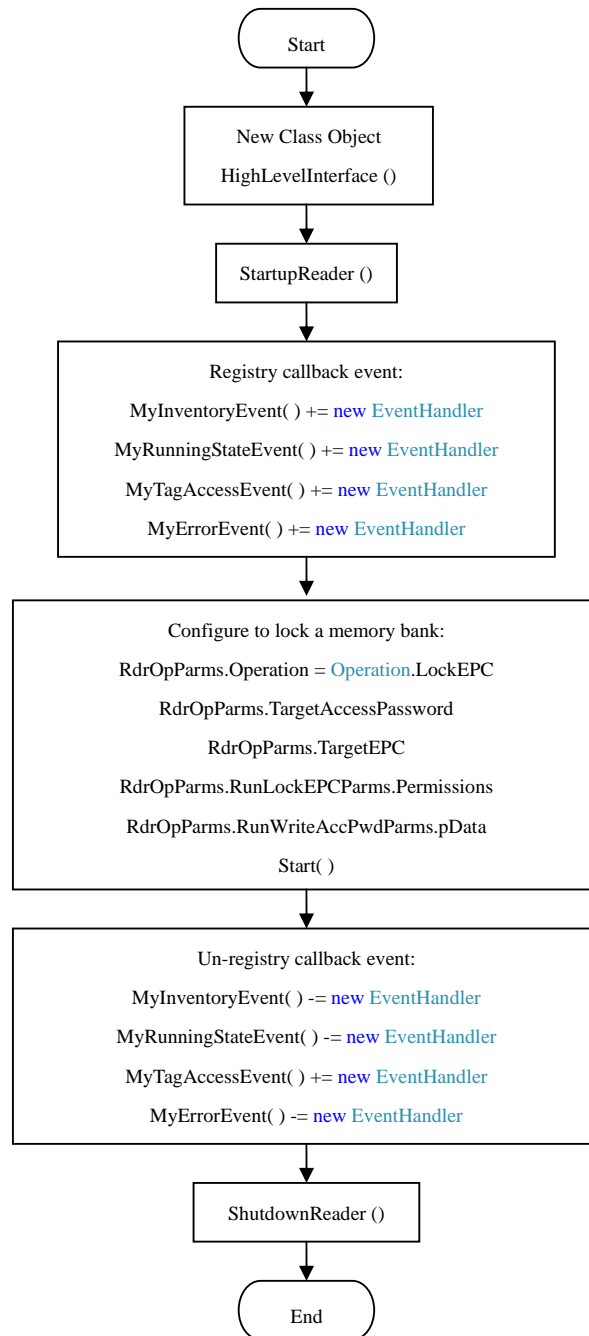 Start
New Class Object
HighLevelInterface ()
StartupReader ()
Registry callback event:
MyInventoryEvent( ) += new EventHandler
MyRunningStateEvent( ) += new EventHandler
MyTagAccessEvent( ) += new EventHandler
MyErrorEvent( ) += new EventHandler
Configure to lock a memory bank:
RdrOpParms.Operation = Operation.LockEPC
RdrOpParms.TargetAccessPassword
RdrOpParms.TargetEPC
RdrOpParms.RunLockEPCParms.Permissions
RdrOpParms.RunWriteAccPwdParms.pData
Start( )
Un-registry callback event:
MyInventoryEvent( ) -= new EventHandler
MyRunningStateEvent( ) -= new EventHandler
MyTagAccessEvent( ) += new EventHandler
MyErrorEvent( ) -= new EventHandler
ShutdownReader ()
End